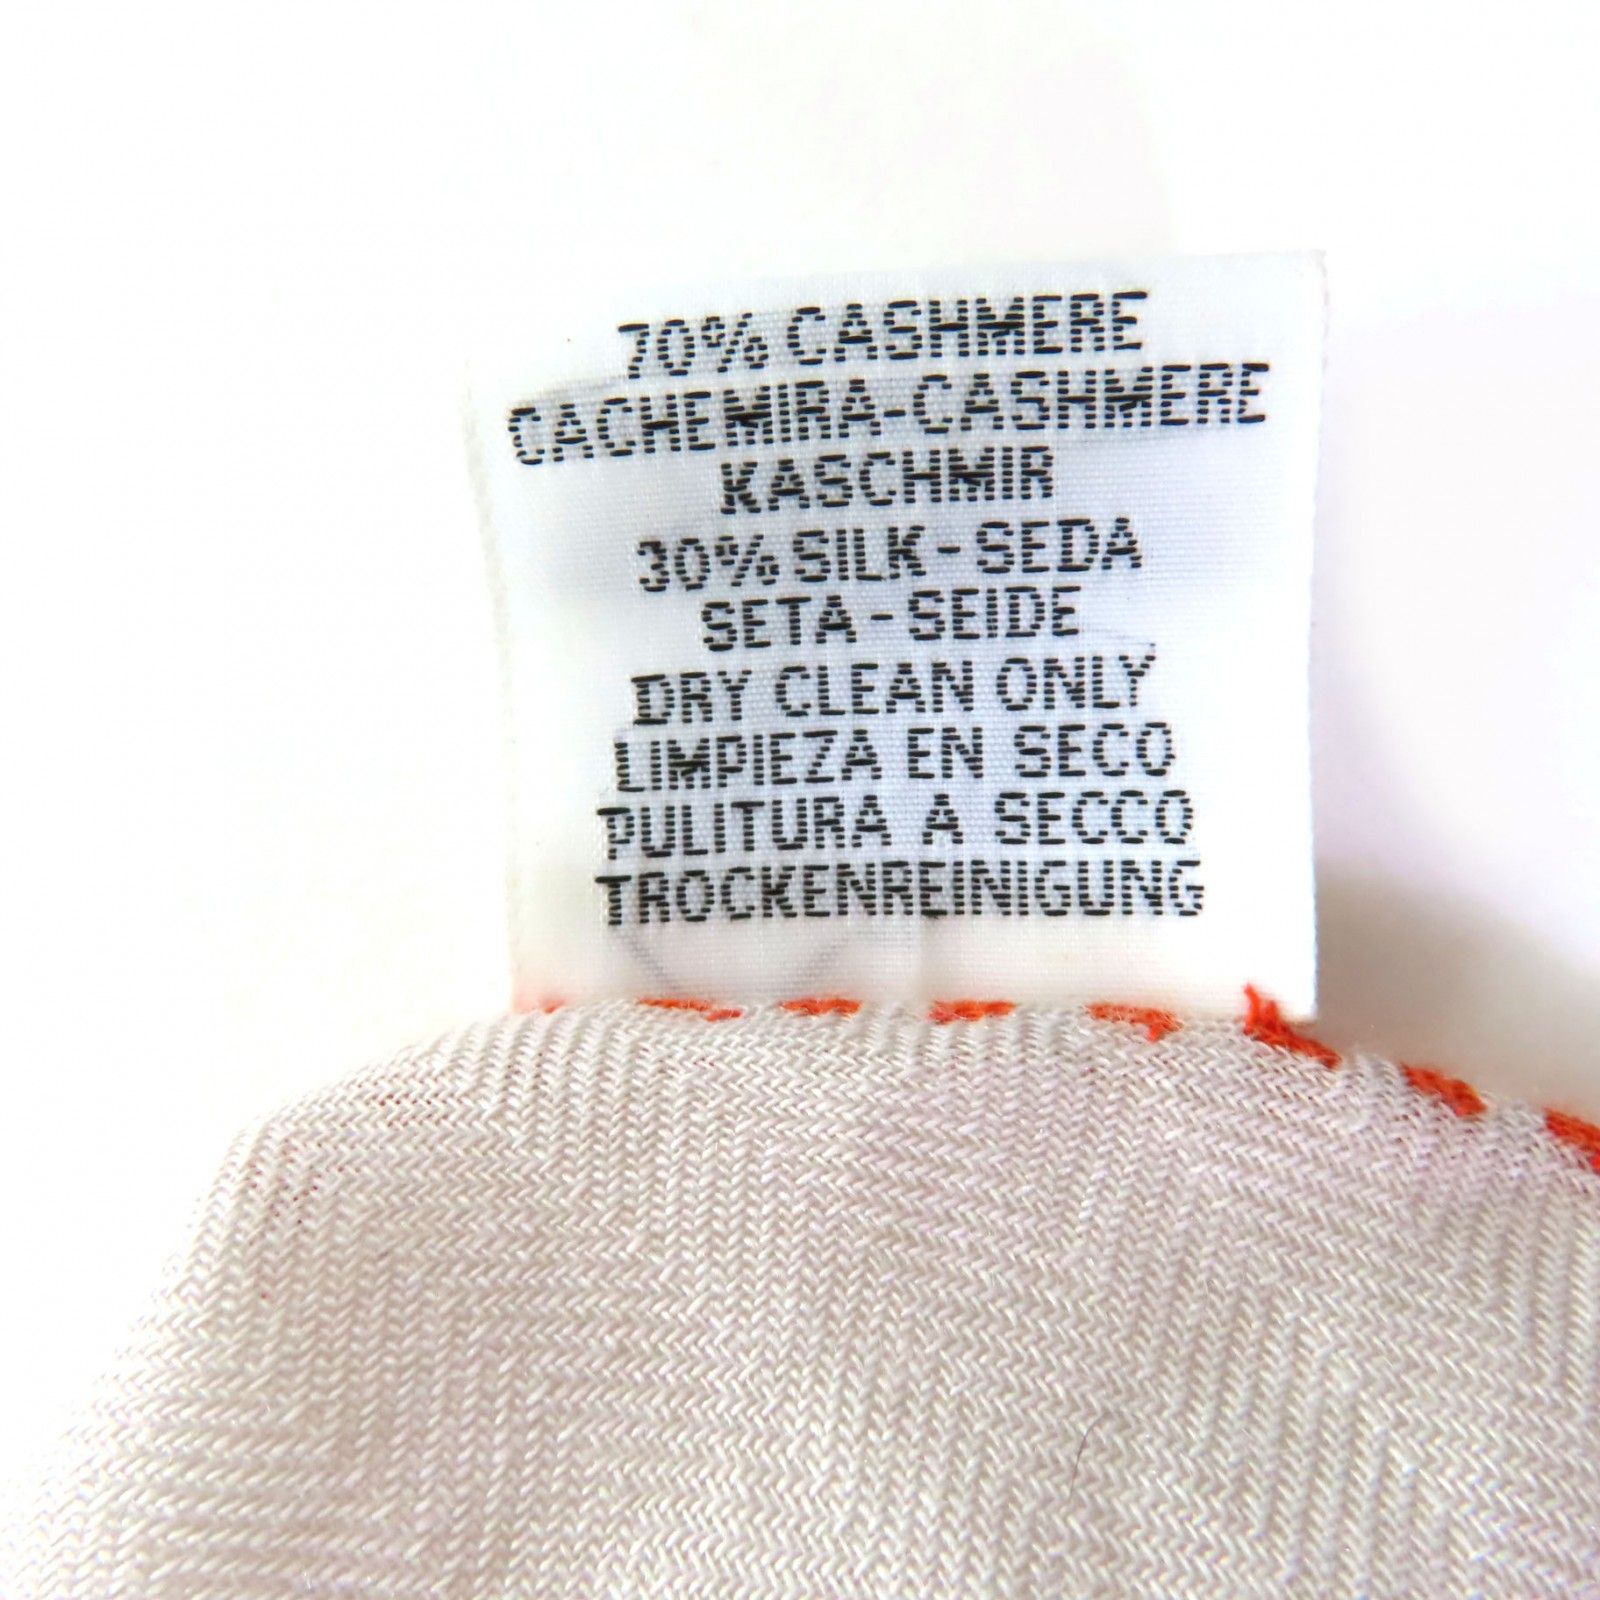 70% CASHMERE
CACHEMIRA-CASHMERE
KASCHMIR
30% SILK-SEDA
SETA-SEIDE
DRY CLEAN ONLY
LIMPIEZA EN SECO
PULITURA A SECCO
TROCKENREINIGUNG